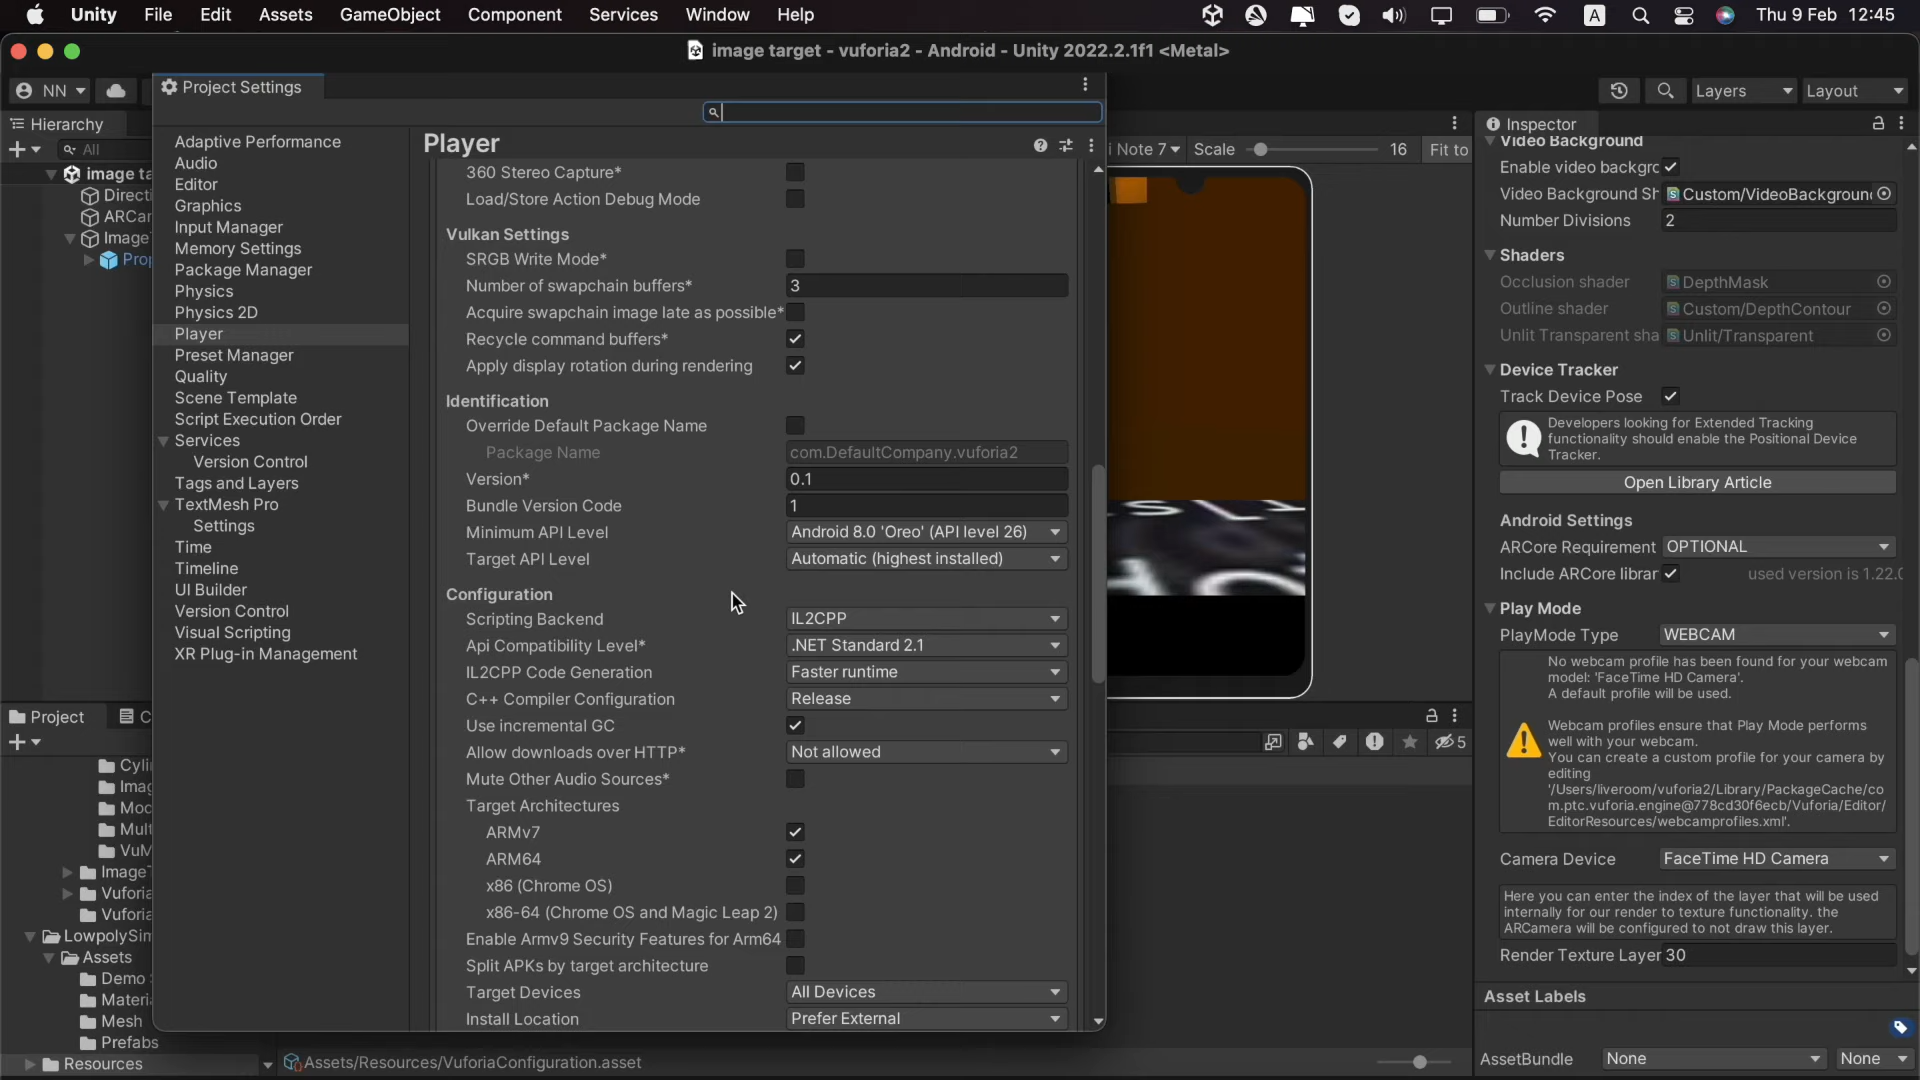 Unity File Edit Assets GameObject Component Services Window Help A Thu 9 Feb 12:45
image target - vuforia2 - Android - Unity 2022.2.1f1 <Metal>
NN
Layers
Layout
Hierarchy
All
image ta
Directi
ARCar
Image
Prop
Project Settings
Adaptive Performance
Audio
Editor
Graphics
Input Manager
Memory Settings
Package Manager
Physics
Physics 2D
Player
Preset Manager
Quality
Scene Template
Script Execution Order
Services
Version Control
Tags and Layers
TextMesh Pro
Settings
Time
Timeline
UI Builder
Version Control
Visual Scripting
XR Plug-in Management
Player
360 Stereo Capture*
Load/Store Action Debug Mode
Vulkan Settings
SRGB Write Mode*
Number of swapchain buffers* 3
Acquire swapchain image late as possible*
Recycle command buffers*
Apply display rotation during rendering
Identification
Override Default Package Name
Package Name com.DefaultCompany.vuforia2
Version* 0.1
Bundle Version Code 1
Minimum API Level Android 8.0 'Oreo' (API level 26)
Target API Level Automatic (highest installed)
Configuration
Scripting Backend IL2CPP
Api Compatibility Level* .NET Standard 2.1
IL2CPP Code Generation Faster runtime
C++ Compiler Configuration Release
Use incremental GC
Allow downloads over HTTP* Not allowed
Mute Other Audio Sources*
Target Architectures
ARMv7
ARM64
x86 (Chrome OS)
x86-64 (Chrome OS and Magic Leap 2)
Enable Armv9 Security Features for Arm64
Split APKs by target architecture
Target Devices All Devices
Install Location Prefer External
i Note 7 Scale 16 Fit to
5
Inspector
Video Background
Enable video backgrc
Video Background Sh Custom/VideoBackground
Number Divisions 2
Shaders
Occlusion shader DepthMask
Outline shader Custom/DepthContour
Unlit Transparent sha Unlit/Transparent
Device Tracker
Track Device Pose
Developers looking for Extended Tracking
functionality should enable the Positional Device
Tracker.
Open Library Article
Android Settings
ARCore Requirement OPTIONAL
Include ARCore librar used version is 1.22.0
Play Mode
PlayMode Type WEBCAM
No webcam profile has been found for your webcam
model: 'FaceTime HD Camera'.
A default profile will be used.
Webcam profiles ensure that Play Mode performs
well with your webcam.
You can create a custom profile for your camera by
editing
'/Users/liveroom/vuforia2/Library/PackageCache/co
m.ptc.vuforia.engine@778cd30f6ecb/Vuforia/Editor/
EditorResources/webcamprofiles.xml'.
Camera Device FaceTime HD Camera
Here you can enter the index of the layer that will be used
internally for our render to texture functionality. the
ARCamera will be configured to not draw this layer.
Render Texture Layer 30
Asset Labels
AssetBundle None None
Project
C
Cylin
Imag
Mod
Mult
VuM
Image
Vuforia
Vuforia
LowpolySim
Assets
Demo
Materia
Mesh
Prefabs
Resources
Assets/Resources/VuforiaConfiguration.asset